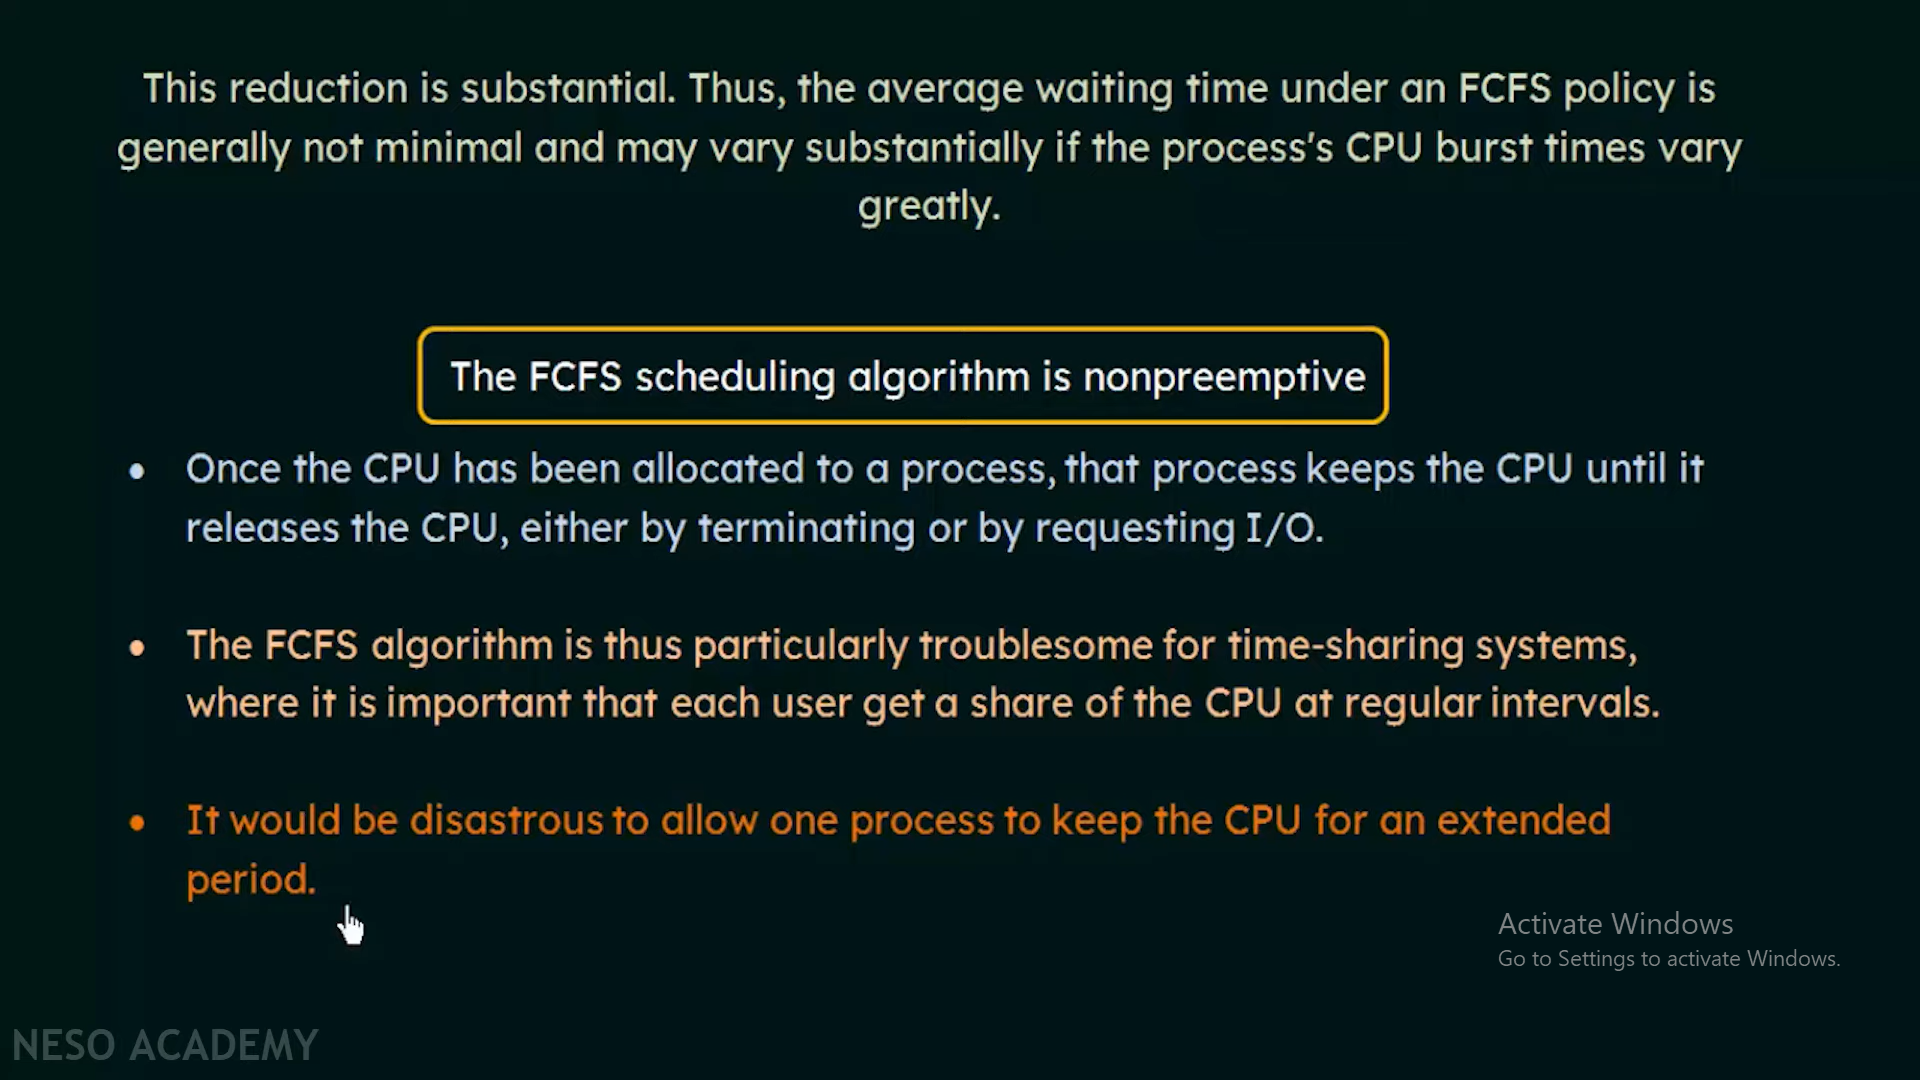 This reduction is substantial. Thus, the average waiting time under an FCFS policy is
generally not minimal and may vary substantially if the process's CPU burst times vary
greatly.
The FCFS scheduling algorithm is nonpreemptive
• Once the CPU has been allocated to a process, that process keeps the CPU until it
releases the CPU, either by terminating or by requesting I/O.
• The FCFS algorithm is thus particularly troublesome for time-sharing systems,
where it is important that each user get a share of the CPU at regular intervals.
• It would be disastrous to allow one process to keep the CPU for an extended
period.
Activate Windows
Go to Settings to activate Windows.
NESO ACADEMY